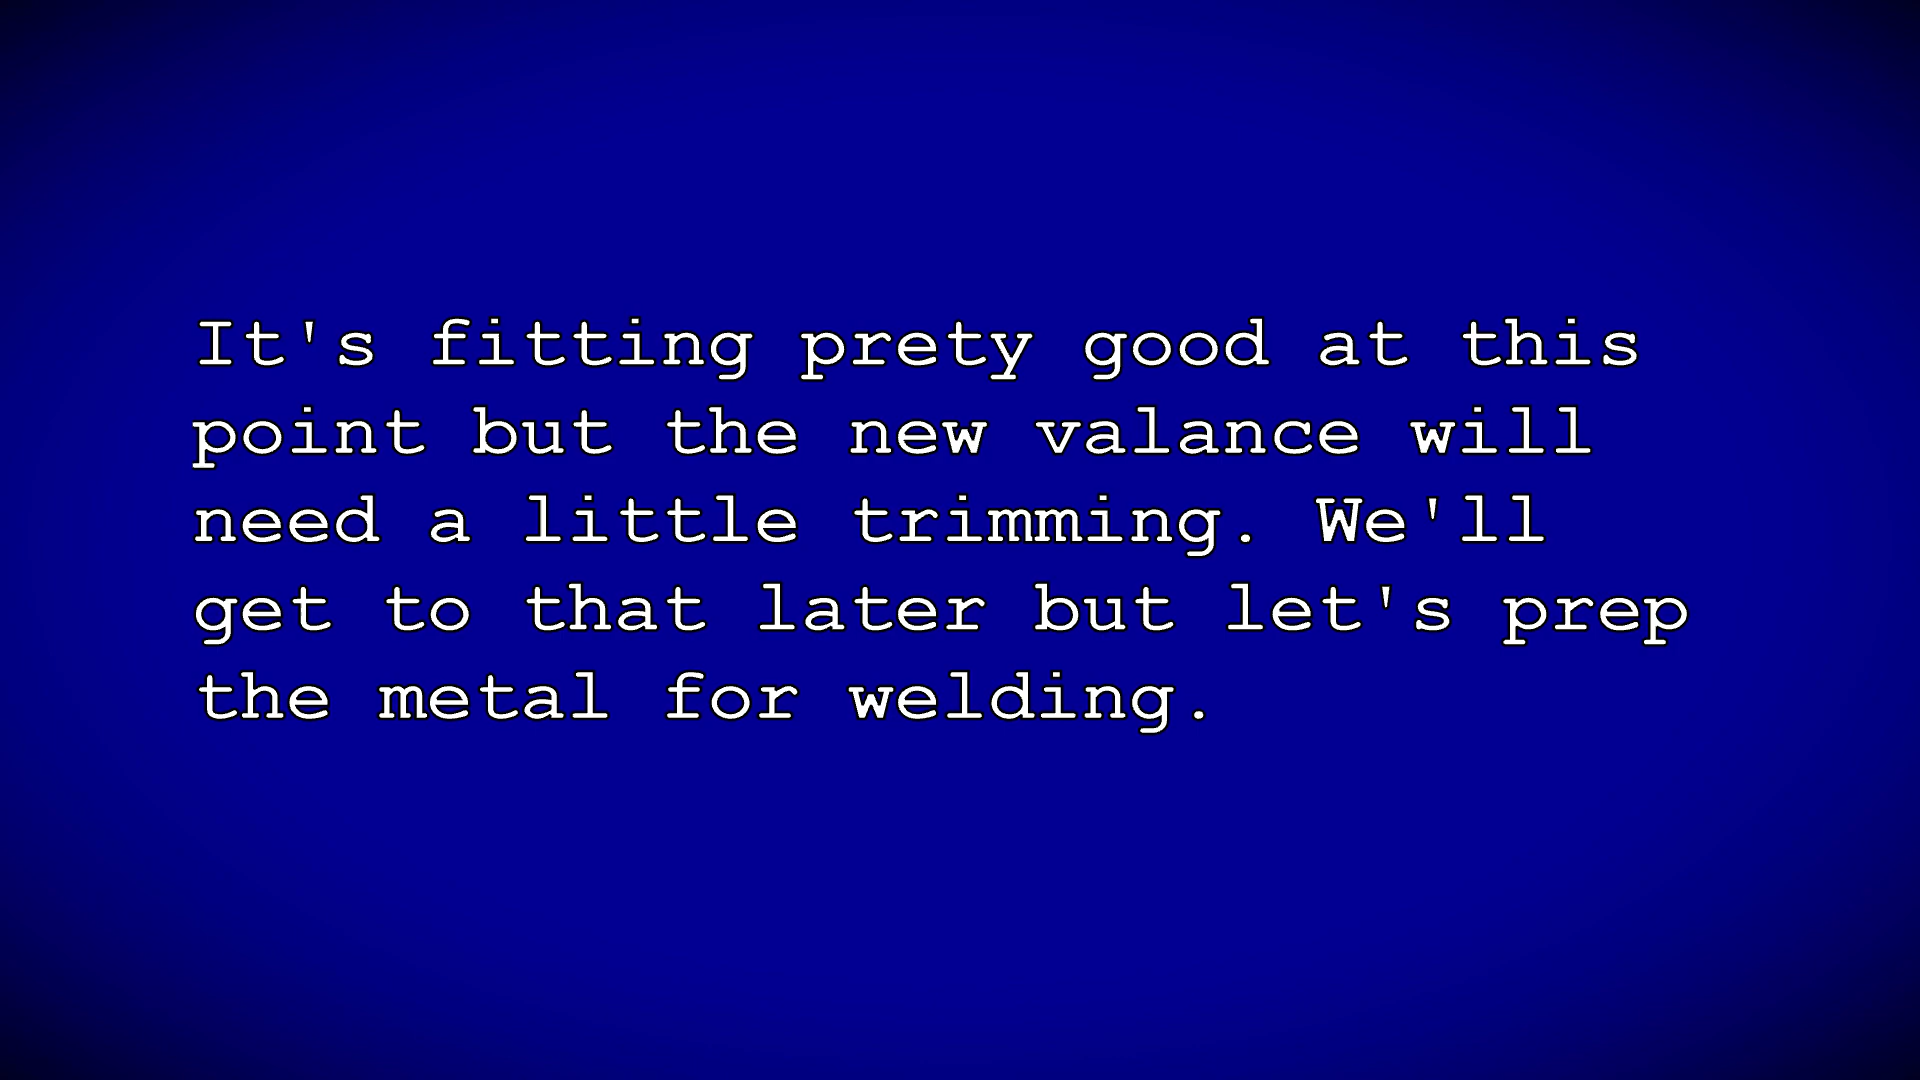 It's fitting prety good at this
point but the new valance will
need a little trimming. We'll
get to that later but let's prep
the metal for welding.